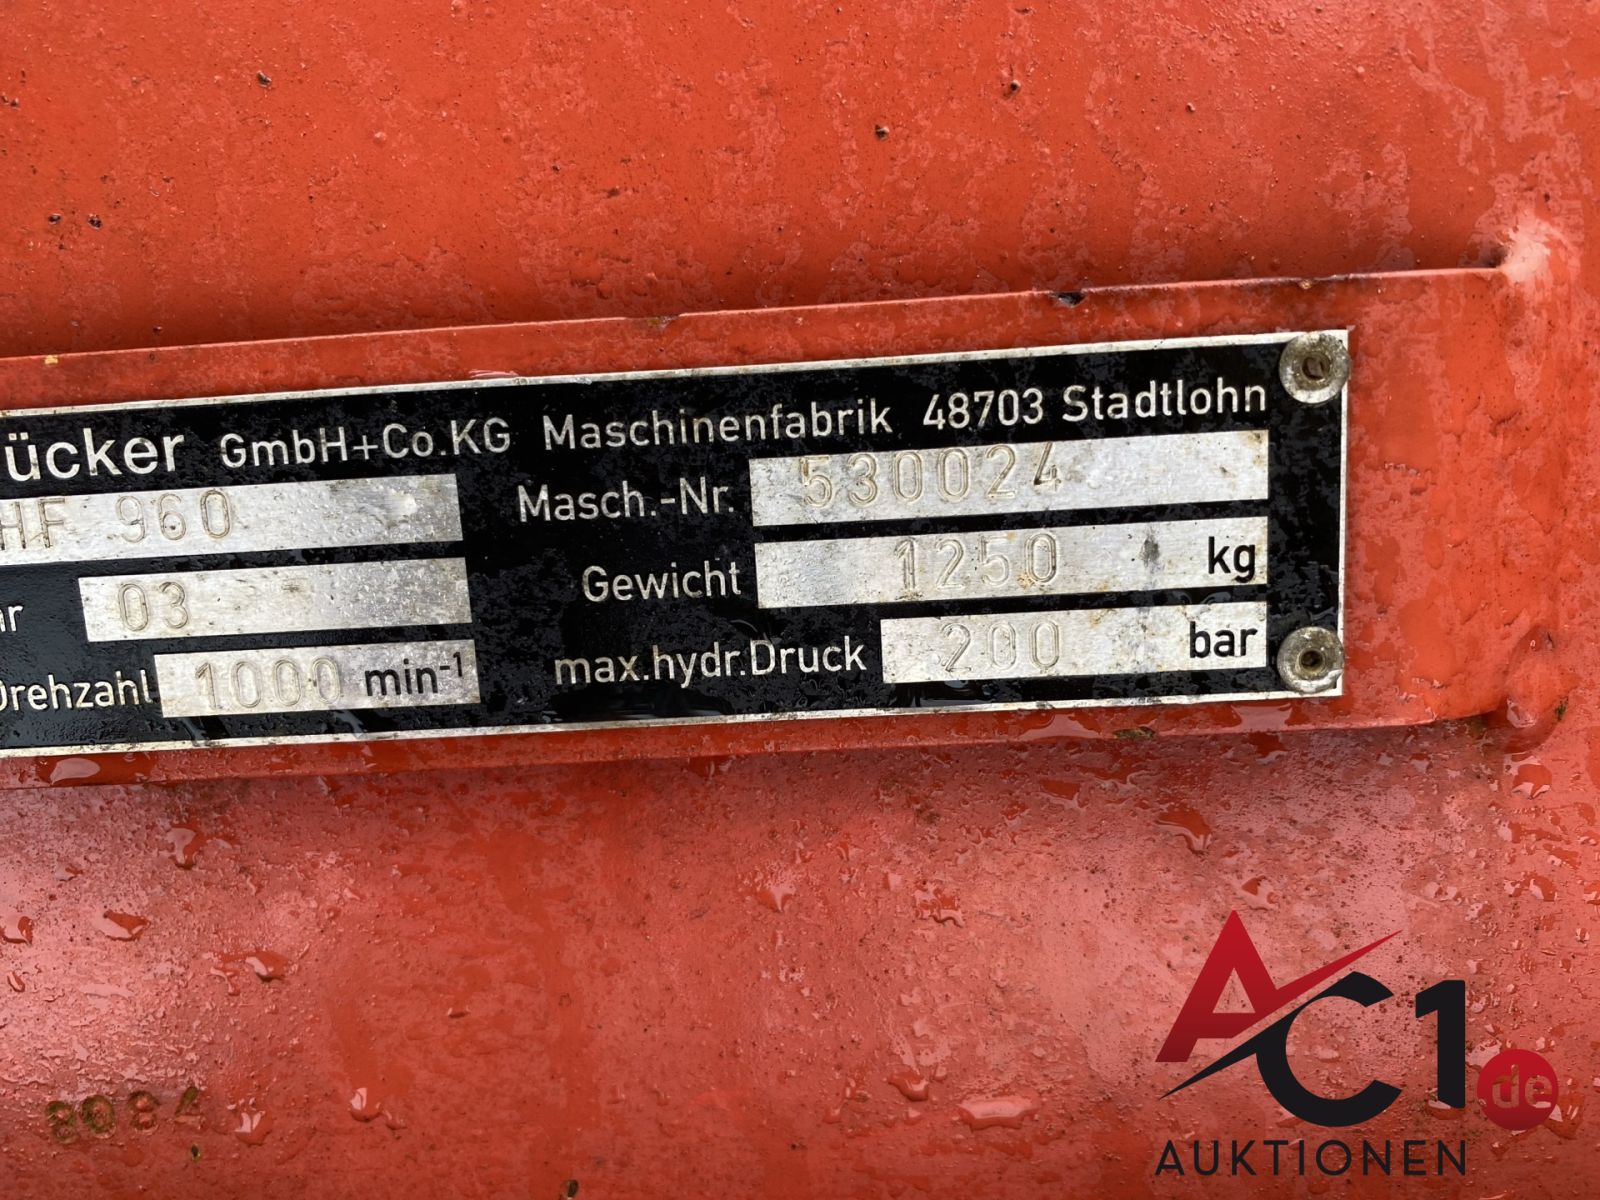 ücker GmbH+Co.KG Maschinenfabrik 48703 Stadtlohn
HF 960 Masch.-Nr. 530024
hr 03 Gewicht 1250 kg
Drehzahl 1000 min-1 max.hydr.Druck 200 bar
8084
AC1.de
AUKTIONEN